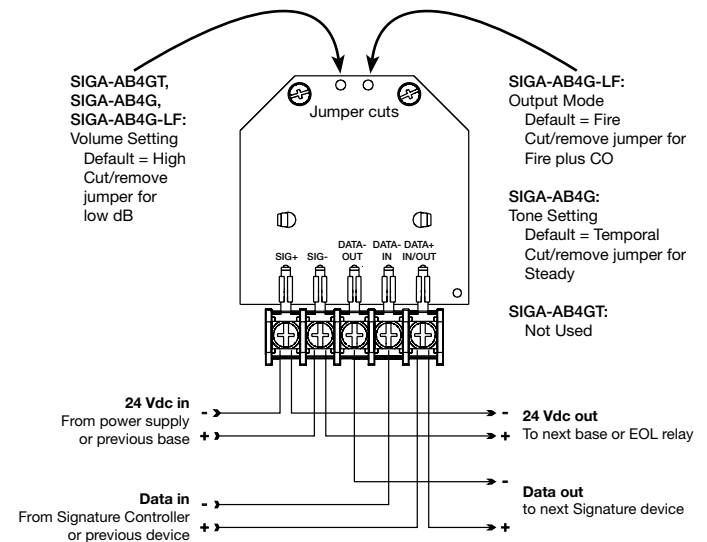 SIGA-AB4GT,
SIGA-AB4G,
SIGA-AB4G-LF:
Volume Setting
Default = High
Cut/remove
jumper for
low dB
Jumper cuts
SIGA-AB4G-LF:
Output Mode
Default = Fire
Cut/remove jumper for
Fire plus CO
SIGA-AB4G:
Tone Setting
Default = Temporal
Cut/remove jumper for
Steady
SIGA-AB4GT:
Not Used
SIG+ SIG- DATA- OUT DATA- IN DATA+ IN/OUT
24 Vdc in
From power supply
or previous base
-
+
- 24 Vdc out
+ To next base or EOL relay
Data in
From Signature Controller
or previous device
-
+
-
Data out
to next Signature device
+